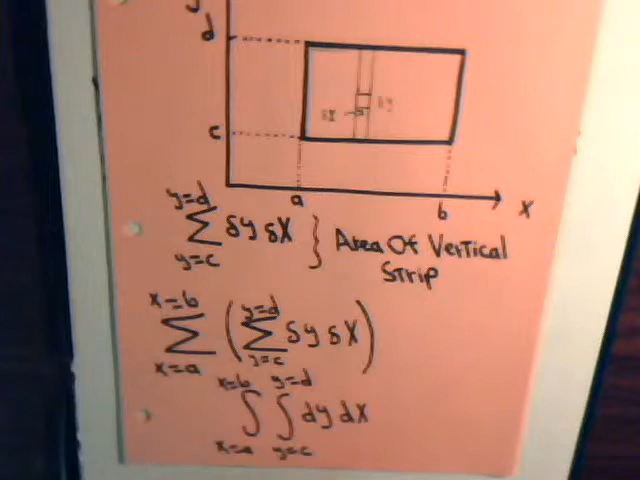 d
δy
δx
c
a b x
y=d
∑ δy δx } Area Of Vertical
y=c Strip
x=b y=d
∑ ( ∑ δy δx )
x=a y=c
x=b y=d
∫ ∫ dy dx
x=a y=c